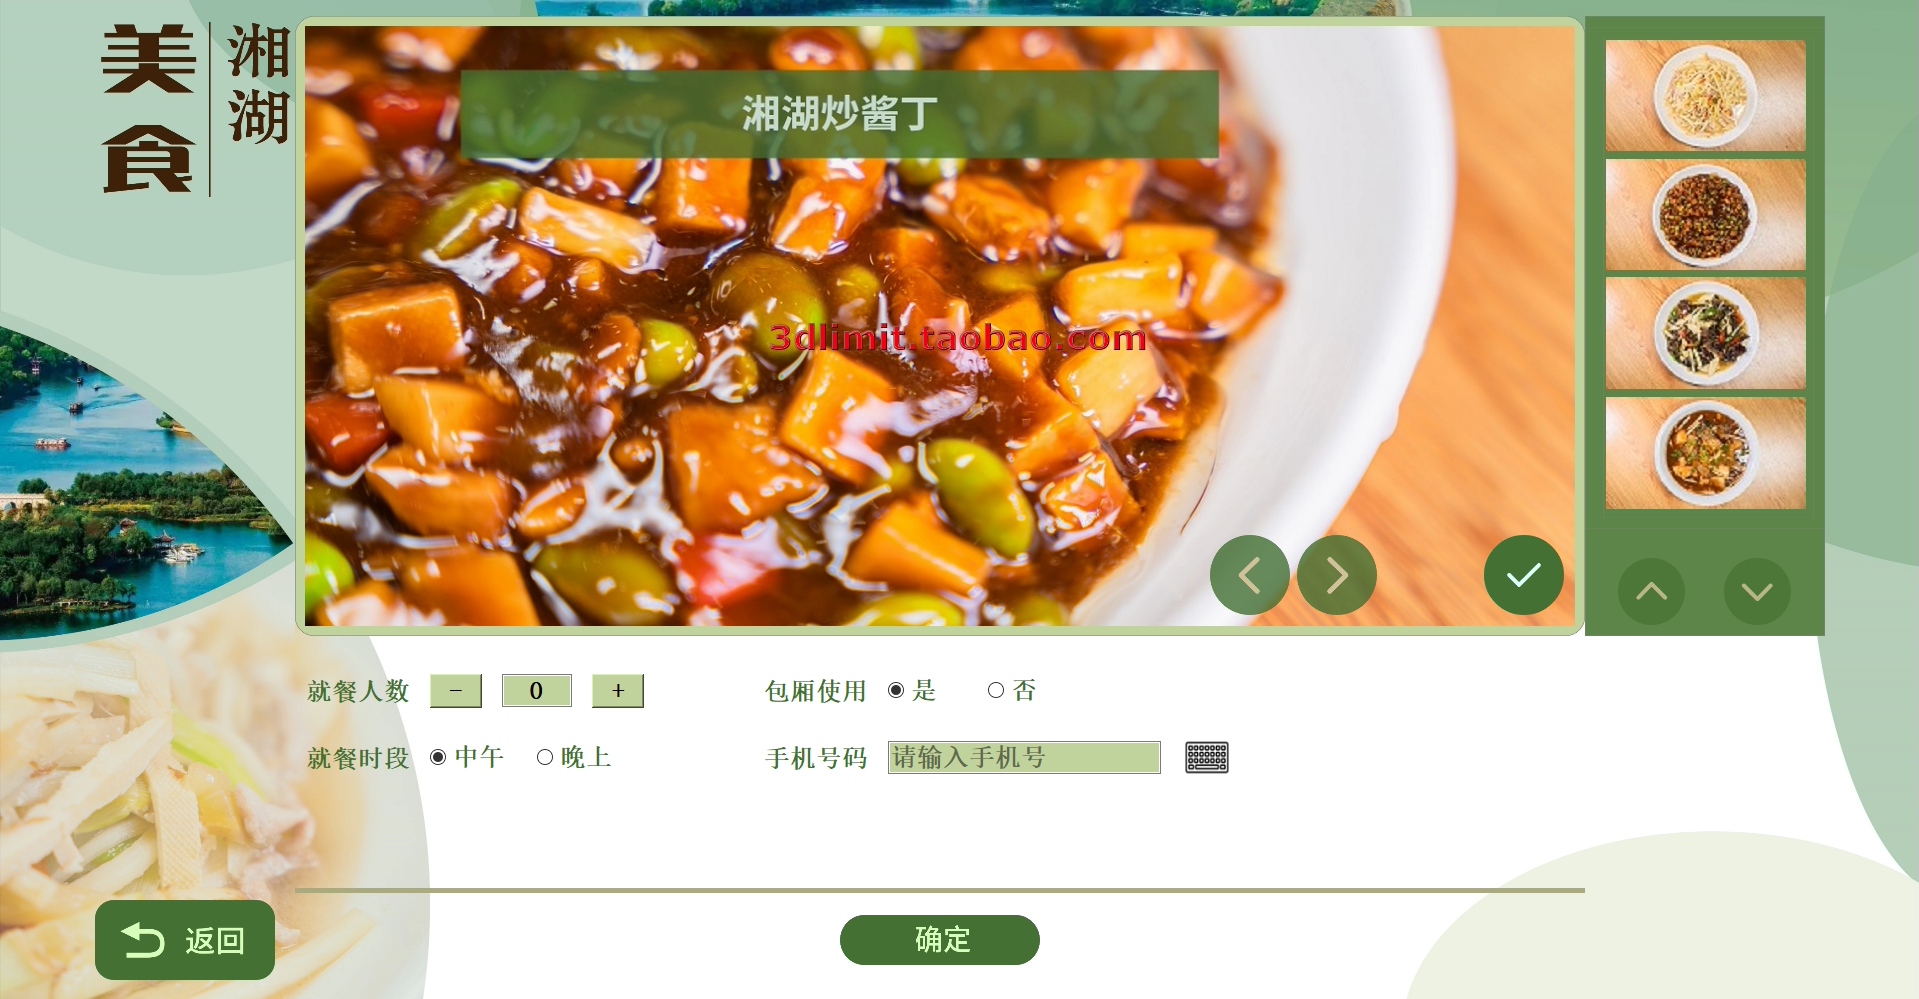 湘湖
美食
湘湖炒酱丁
3dlimit.taobao.com
就餐人数 - 0 + 包厢使用 是 否
就餐时段 中午 晚上 手机号码 请输入手机号
返回
确定